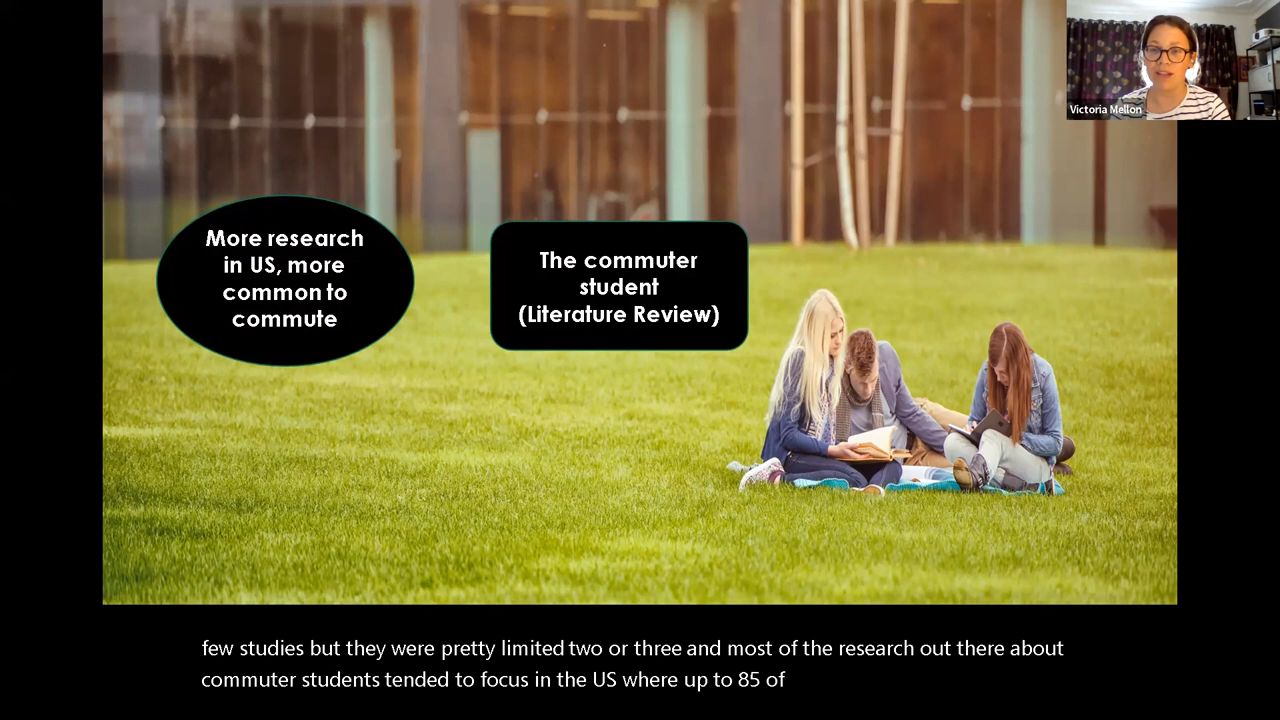 Victoria Mellon
More research
in US, more
common to
commute
The commuter
student
(Literature Review)
few studies but they were pretty limited two or three and most of the research out there about
commuter students tended to focus in the US where up to 85 of